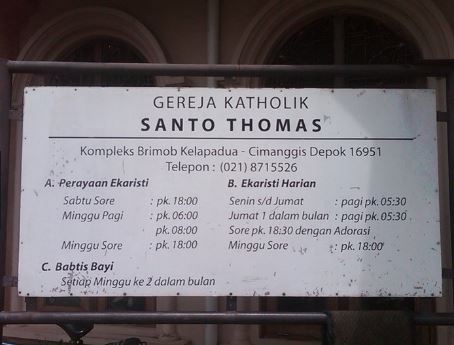 GEREJA KATHOLIK
SANTO THOMAS
Kompleks Brimob Kelapadua - Cimanggis Depok 16951
Telepon : (021) 8715526
A. Perayaan Ekaristi
Sabtu Sore : pk. 18:00
Minggu Pagi : pk. 06:00
pk. 08:00
Minggu Sore : pk. 18:00
B. Ekaristi Harian
Senin s/d Jumat : pagi pk. 05:30
Jumat 1 dalam bulan : pagi pk. 05:30
Sore pk. 18:30 dengan Adorasi
Minggu Sore : pk. 18:00
C. Babtis Bayi
Setiap Minggu ke 2 dalam bulan